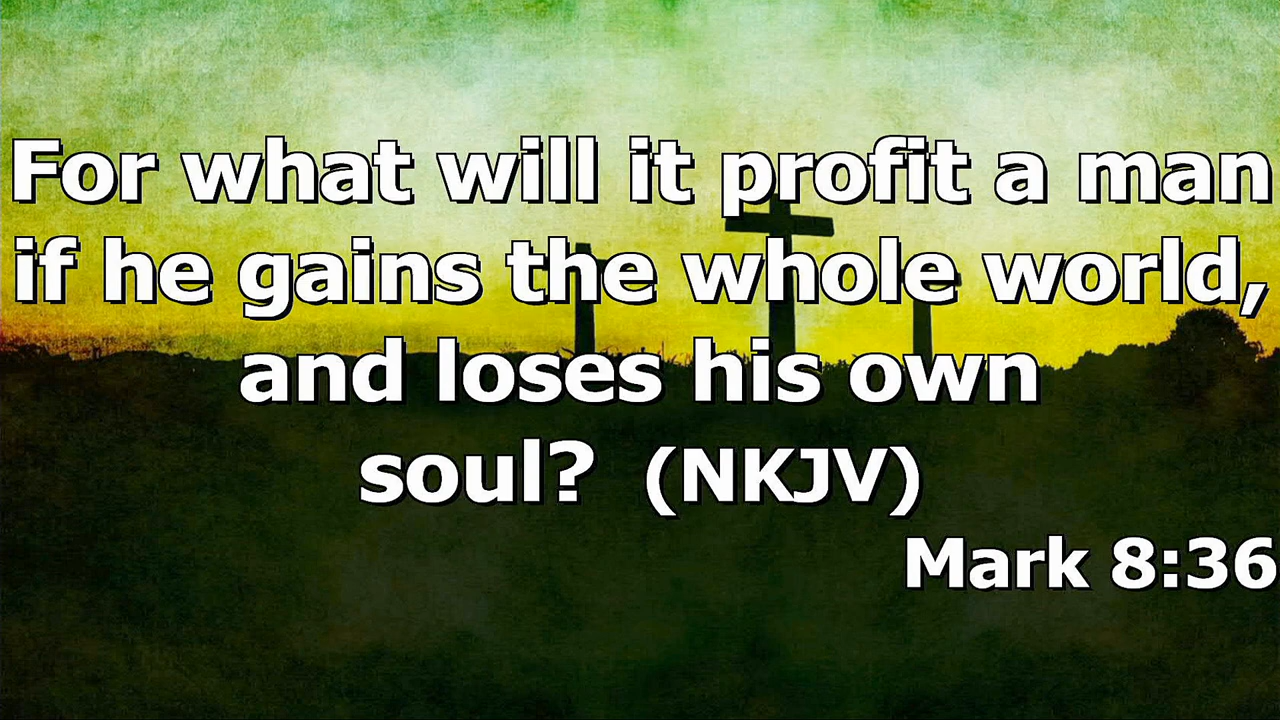 For what will it profit a man
if he gains the whole world,
and loses his own
soul? (NKJV)
Mark 8:36